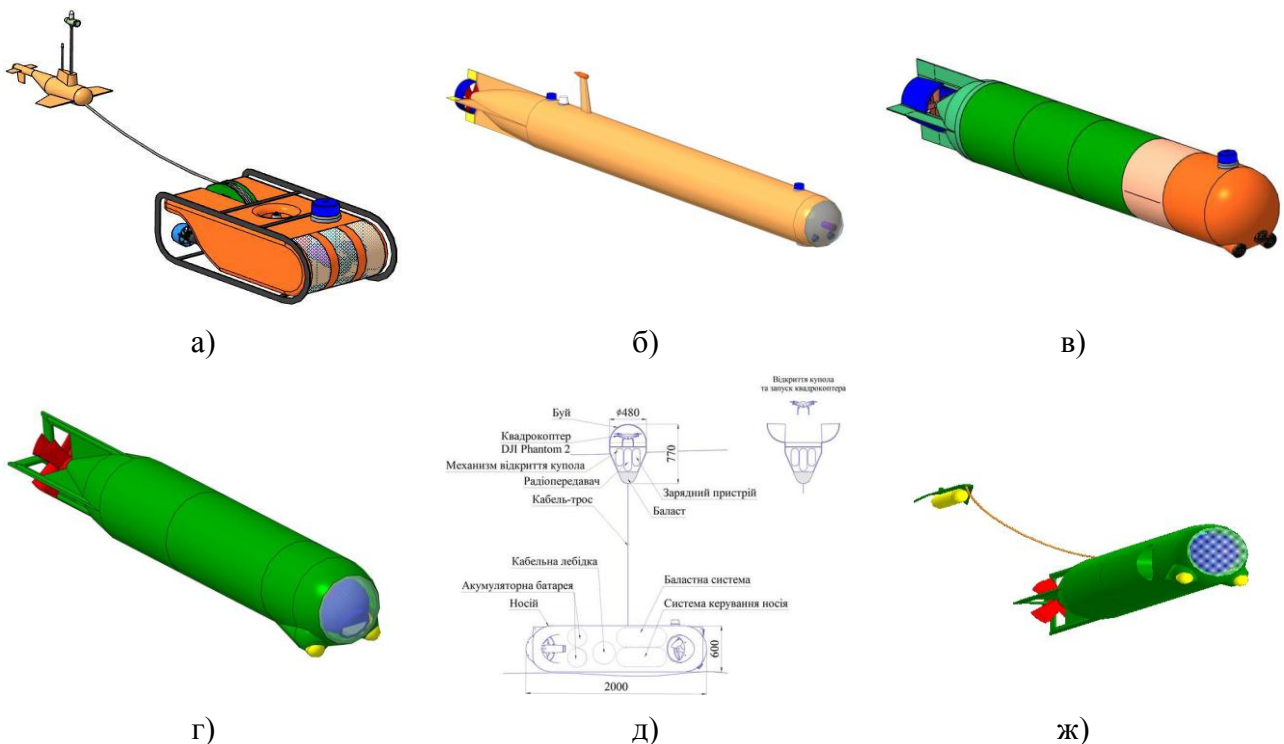 а)
б)
в)
Відкриття купола
та запуск квадрокоптера
Буй
ø480
Квадрокоптер
DJI Phantom 2
Механізм відкриття купола
770
Радіопередавач
Зарядний пристрій
Кабель-трос
Баласт
Кабельна лебідка
Акумуляторна батарея
Баластна система
Носій
Система керування носія
600
2000
г)
д)
ж)